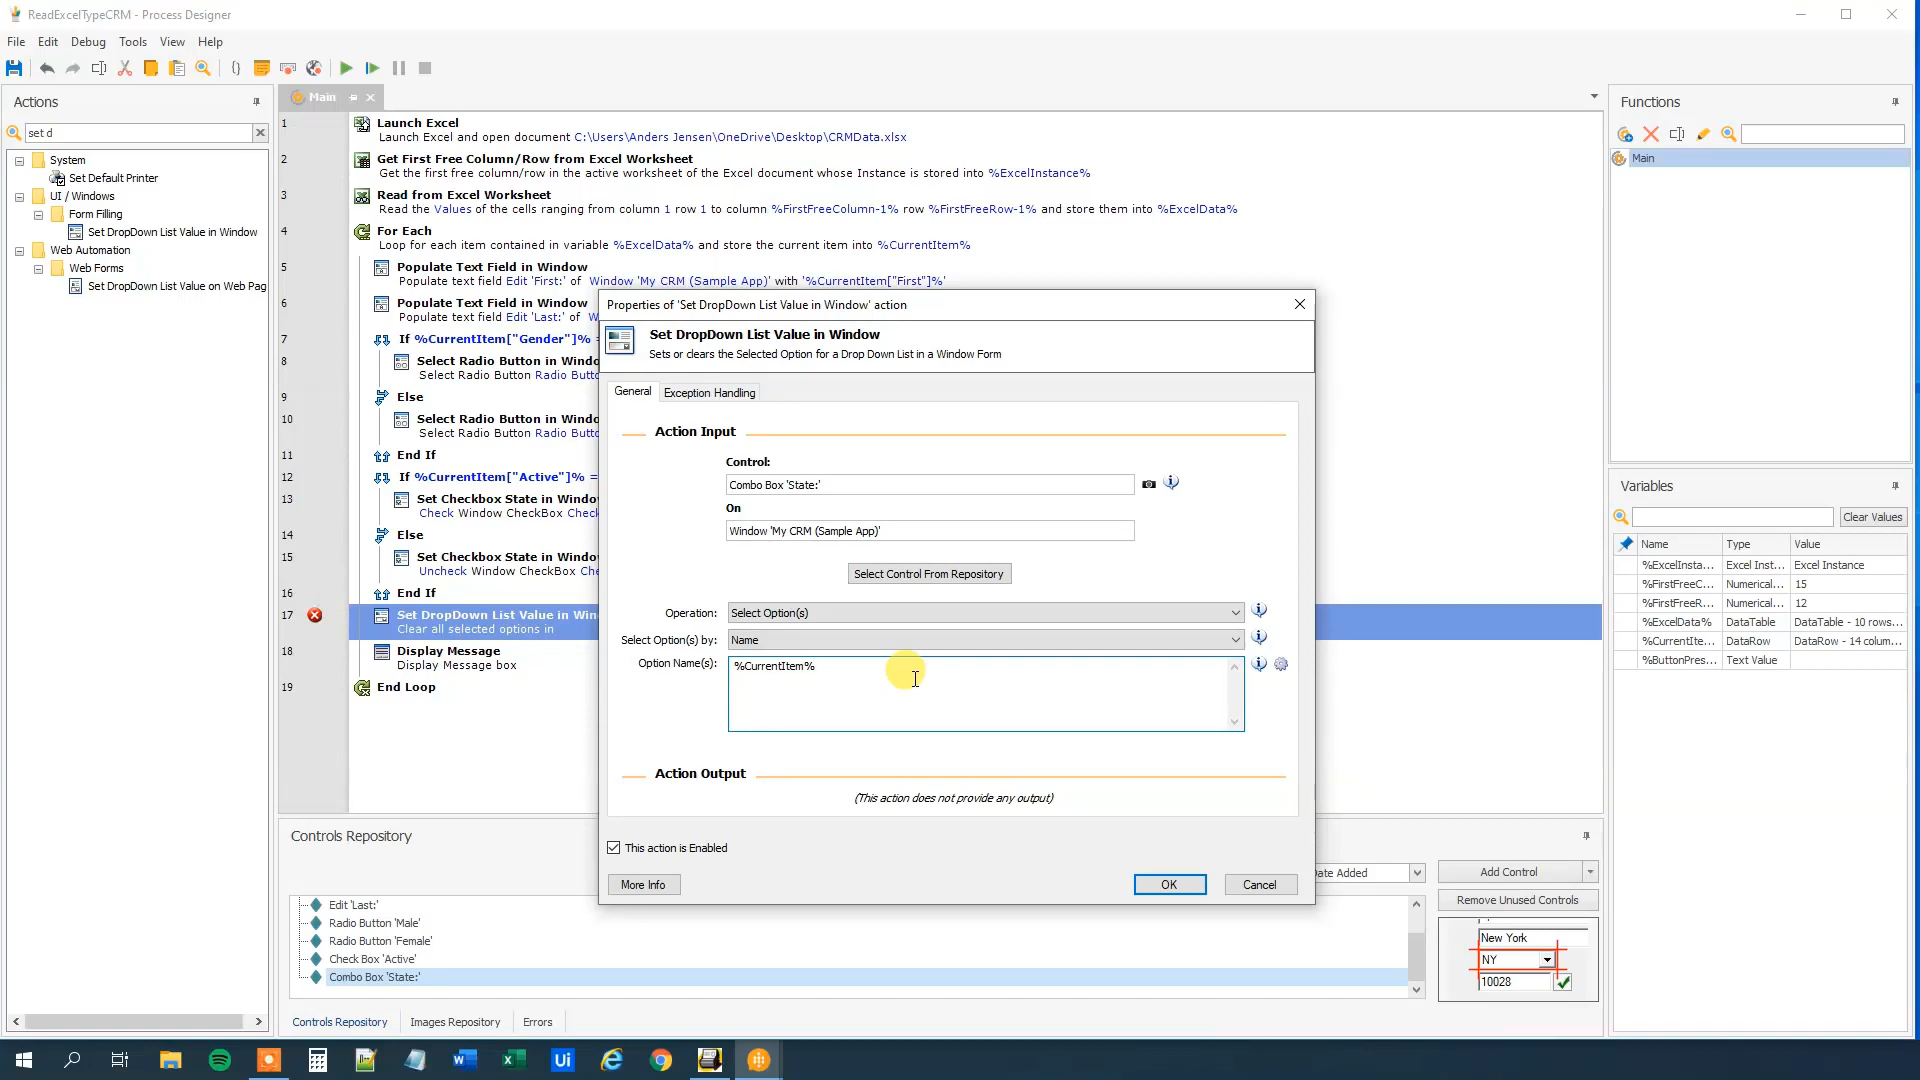 ReadExcelTypeCRM - Process Designer
File Edit Debug Tools View Help
Actions
set d
System
Set Default Printer
UI / Windows
Form Filling
Set DropDown List Value in Window
Web Automation
Web Forms
Set DropDown List Value on Web Pag
Main
1 Launch Excel
Launch Excel and open document C:\Users\Anders Jensen\OneDrive\Desktop\CRMData.xlsx
2 Get First Free Column/Row from Excel Worksheet
Get the first free column/row in the active worksheet of the Excel document whose Instance is stored into %ExcelInstance%
3 Read from Excel Worksheet
Read the Values of the cells ranging from column 1 row 1 to column %FirstFreeColumn-1% row %FirstFreeRow-1% and store them into %ExcelData%
4 For Each
Loop for each item contained in variable %ExcelData% and store the current item into %CurrentItem%
5 Populate Text Field in Window
Populate text field Edit 'First:' of Window 'My CRM (Sample App)' with '%CurrentItem["First"]%'
6 Populate Text Field in Window
Populate text field Edit 'Last:' of W
7 If %CurrentItem["Gender"]% =
8 Select Radio Button in Windo
Select Radio Button Radio Butto
9 Else
10 Select Radio Button in Windo
Select Radio Button Radio Butto
11 End If
12 If %CurrentItem["Active"]% =
13 Set Checkbox State in Windo
Check Window CheckBox Check
14 Else
15 Set Checkbox State in Windo
Uncheck Window CheckBox Che
16 End If
17 Set DropDown List Value in Win
Clear all selected options in
18 Display Message
Display Message box
19 End Loop
Properties of 'Set DropDown List Value in Window' action
Set DropDown List Value in Window
Sets or clears the Selected Option for a Drop Down List in a Window Form
General Exception Handling
Action Input
Control:
Combo Box 'State:'
On
Window 'My CRM (Sample App)'
Select Control From Repository
Operation: Select Option(s)
Select Option(s) by: Name
Option Name(s): %CurrentItem%
Action Output
(This action does not provide any output)
This action is Enabled
More Info OK Cancel
Controls Repository
Date Added
Add Control
Remove Unused Controls
Edit 'Last:'
Radio Button 'Male'
Radio Button 'Female'
Check Box 'Active'
Combo Box 'State:'
New York
NY
10028
Controls Repository Images Repository Errors
Functions
Main
Variables
Clear Values
Name Type Value
%ExcelInsta... Excel Inst... Excel Instance
%FirstFreeC... Numerical... 15
%FirstFreeR... Numerical... 12
%ExcelData% DataTable DataTable - 10 rows...
%CurrentIte... DataRow DataRow - 14 colum...
%ButtonPres... Text Value
Ui